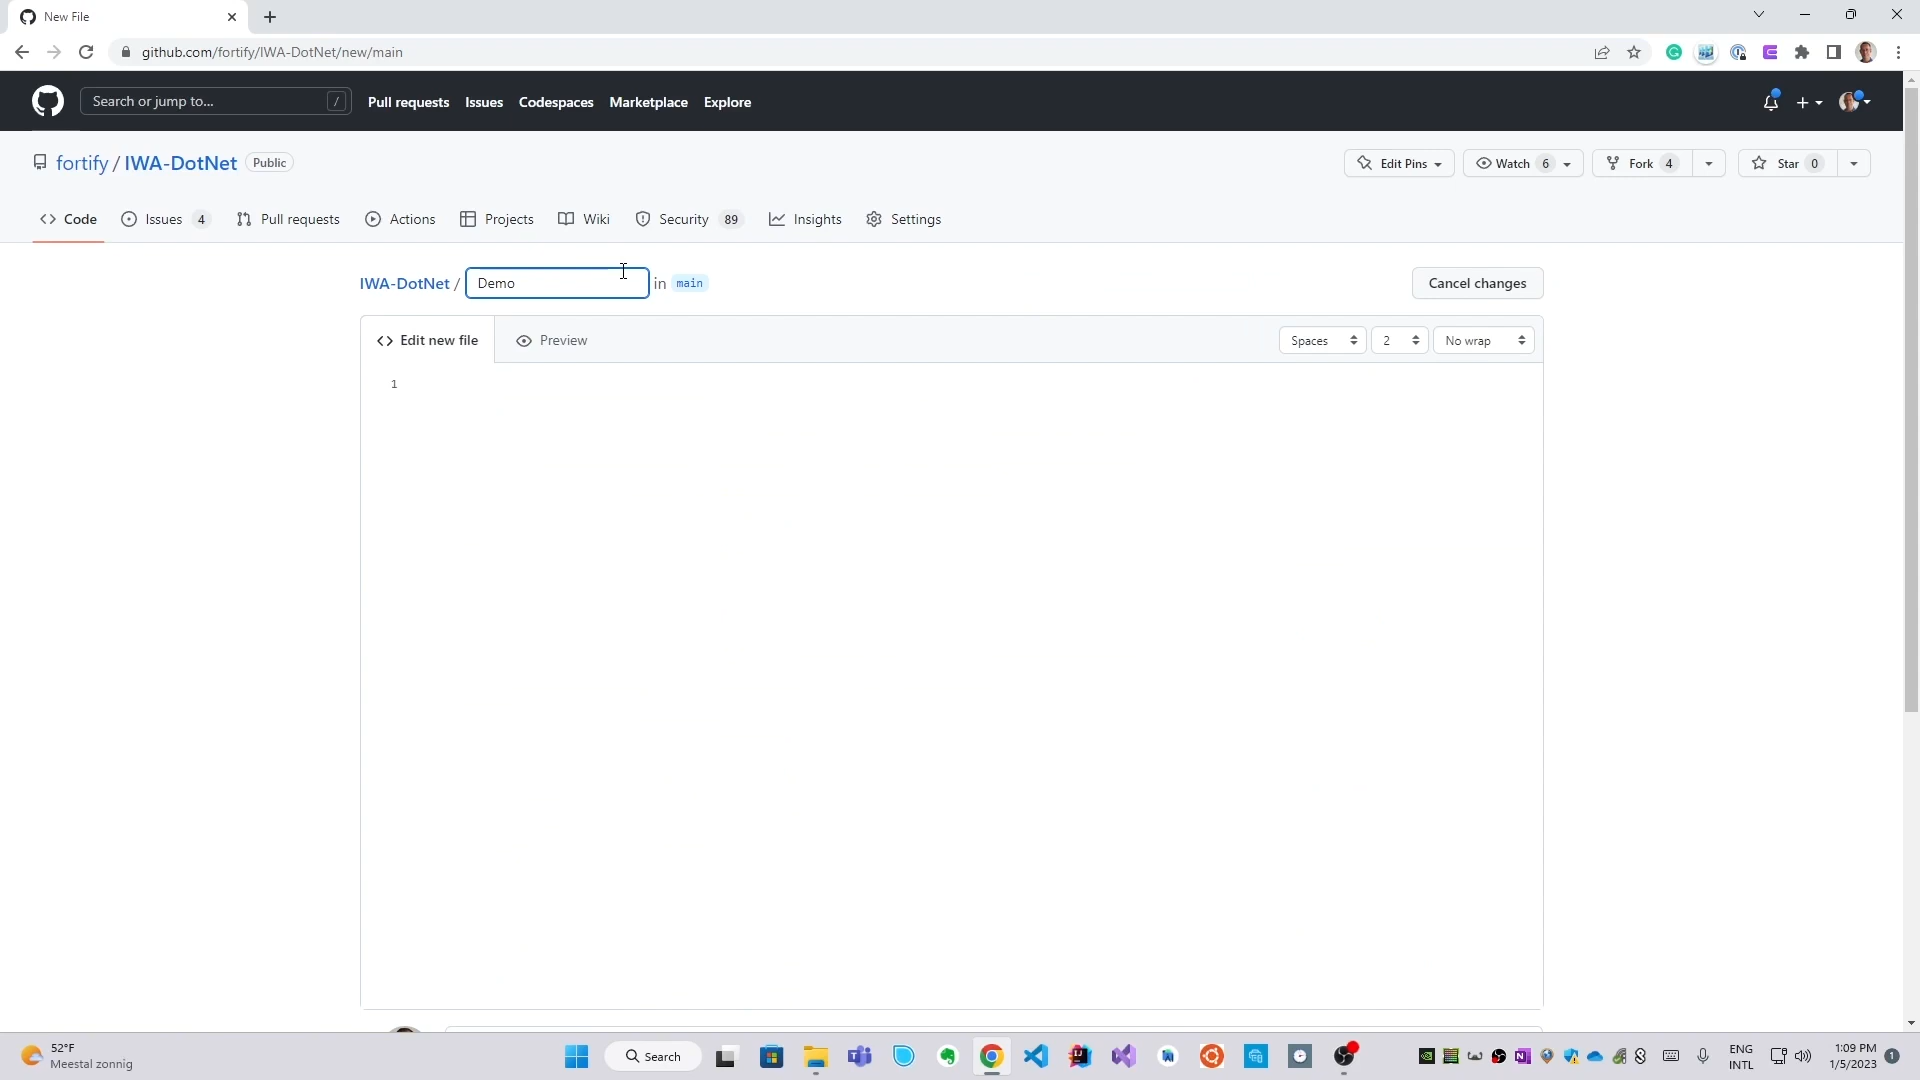 New File
github.com/fortify/IWA-DotNet/new/main
Search or jump to... /
Pull requests Issues Codespaces Marketplace Explore
fortify / IWA-DotNet Public
Edit Pins Watch 6 Fork 4 Star 0
Code Issues 4 Pull requests Actions Projects Wiki Security 89 Insights Settings
IWA-DotNet / Demo in main Cancel changes
Edit new file Preview Spaces 2 No wrap
1
52°F
Meestal zonnig
Search
ENG
INTL
1:09 PM
1/5/2023
1